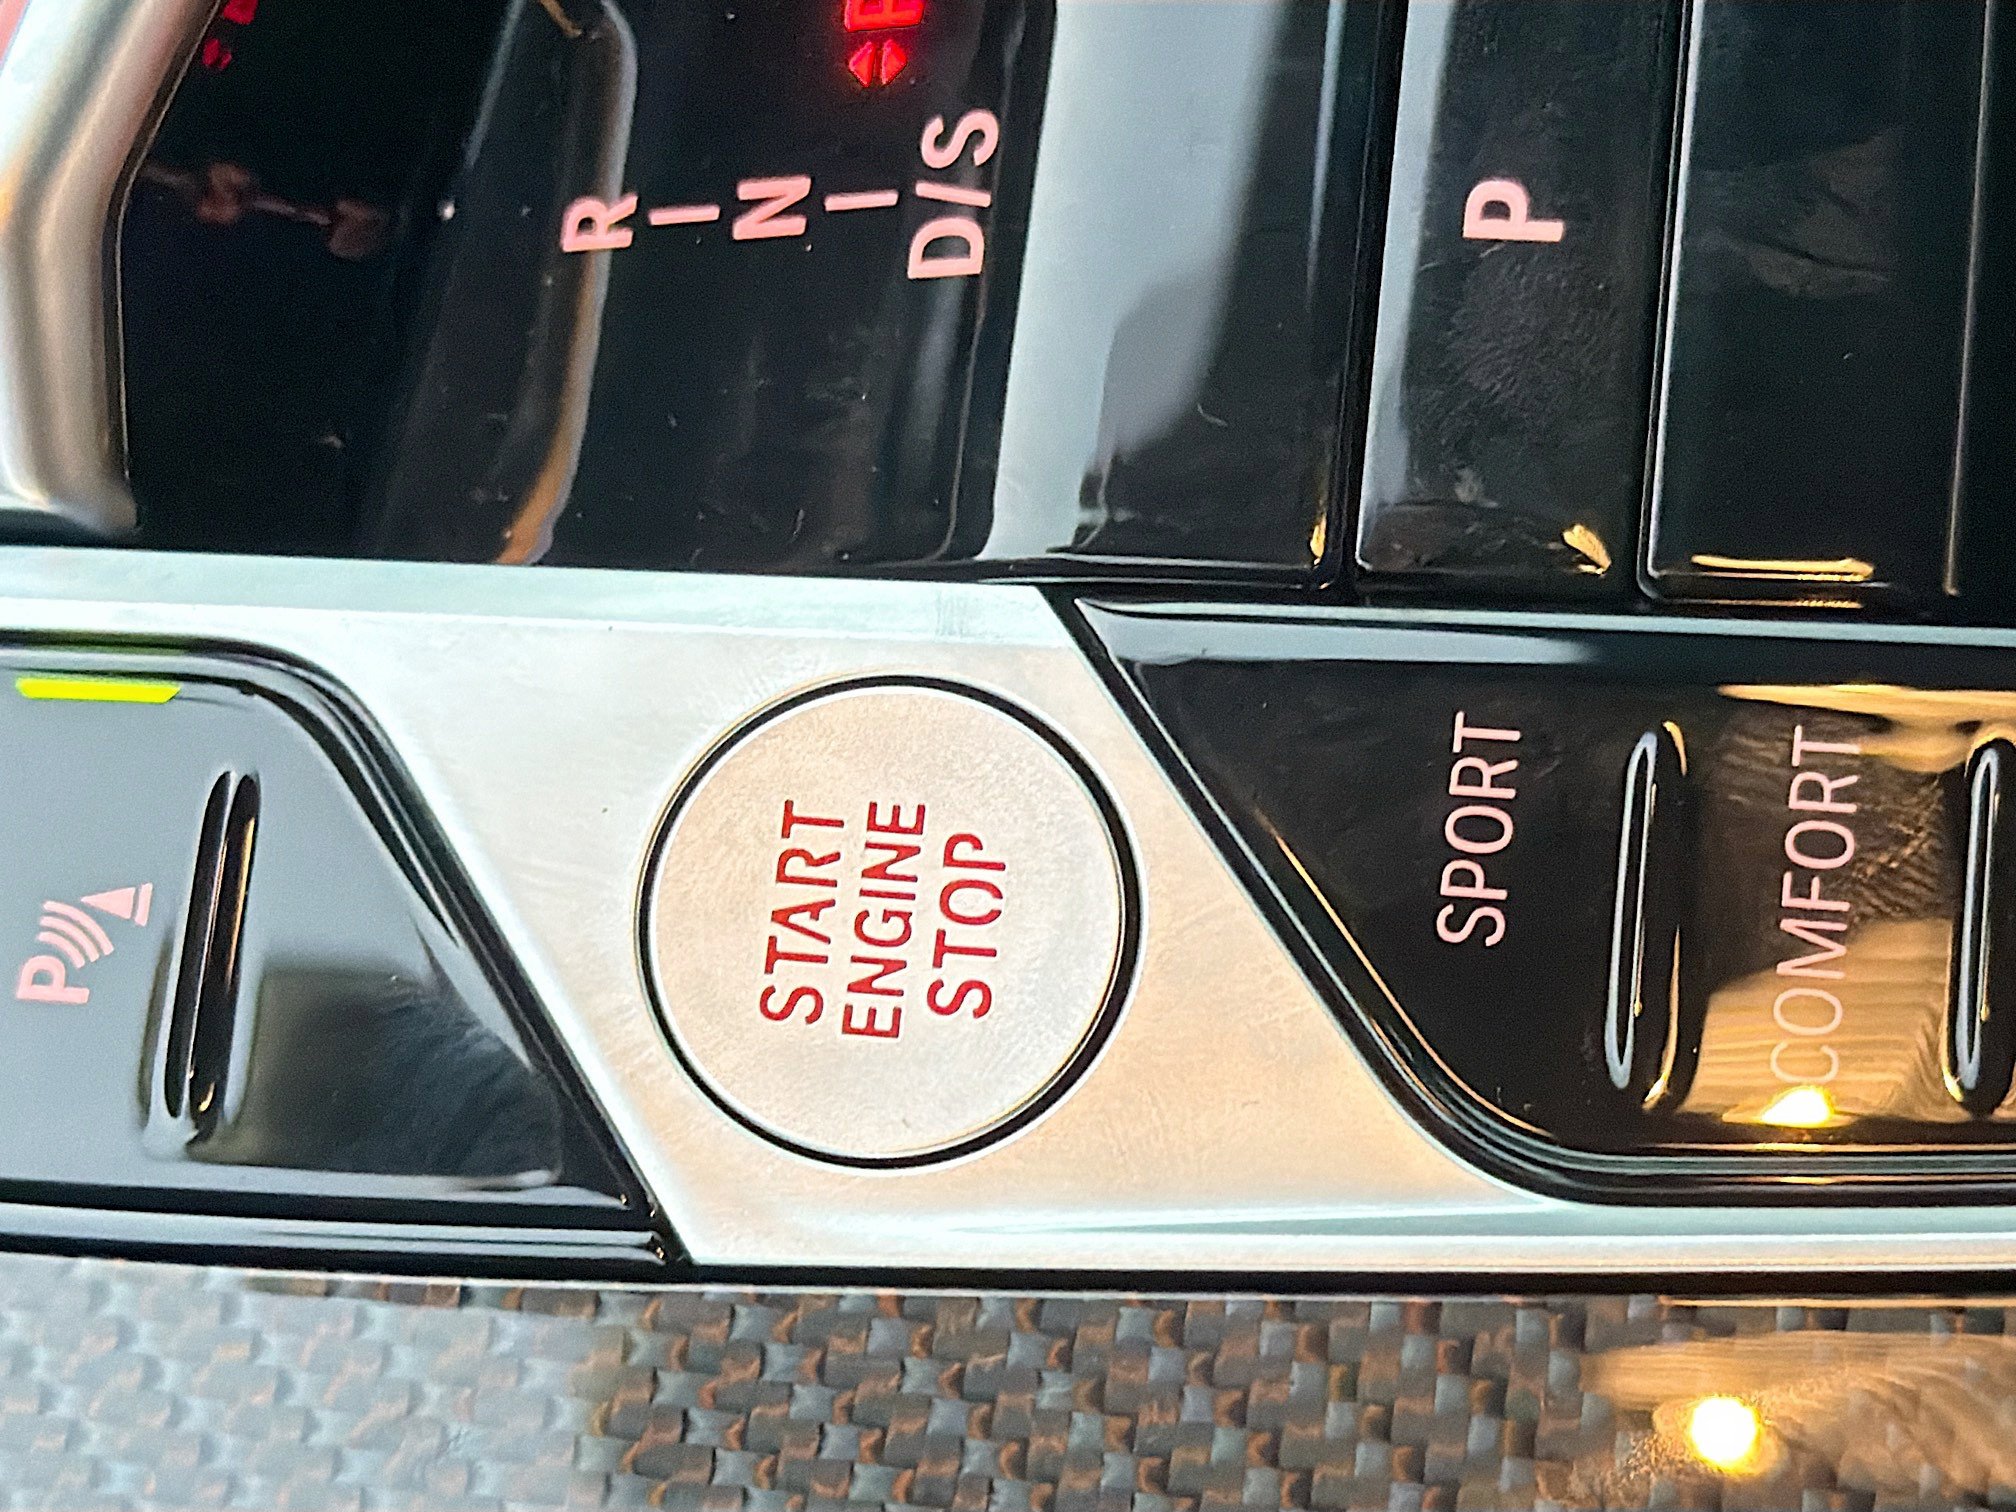 R
N
D/S
P
P
START
ENGINE
STOP
SPORT
COMFORT